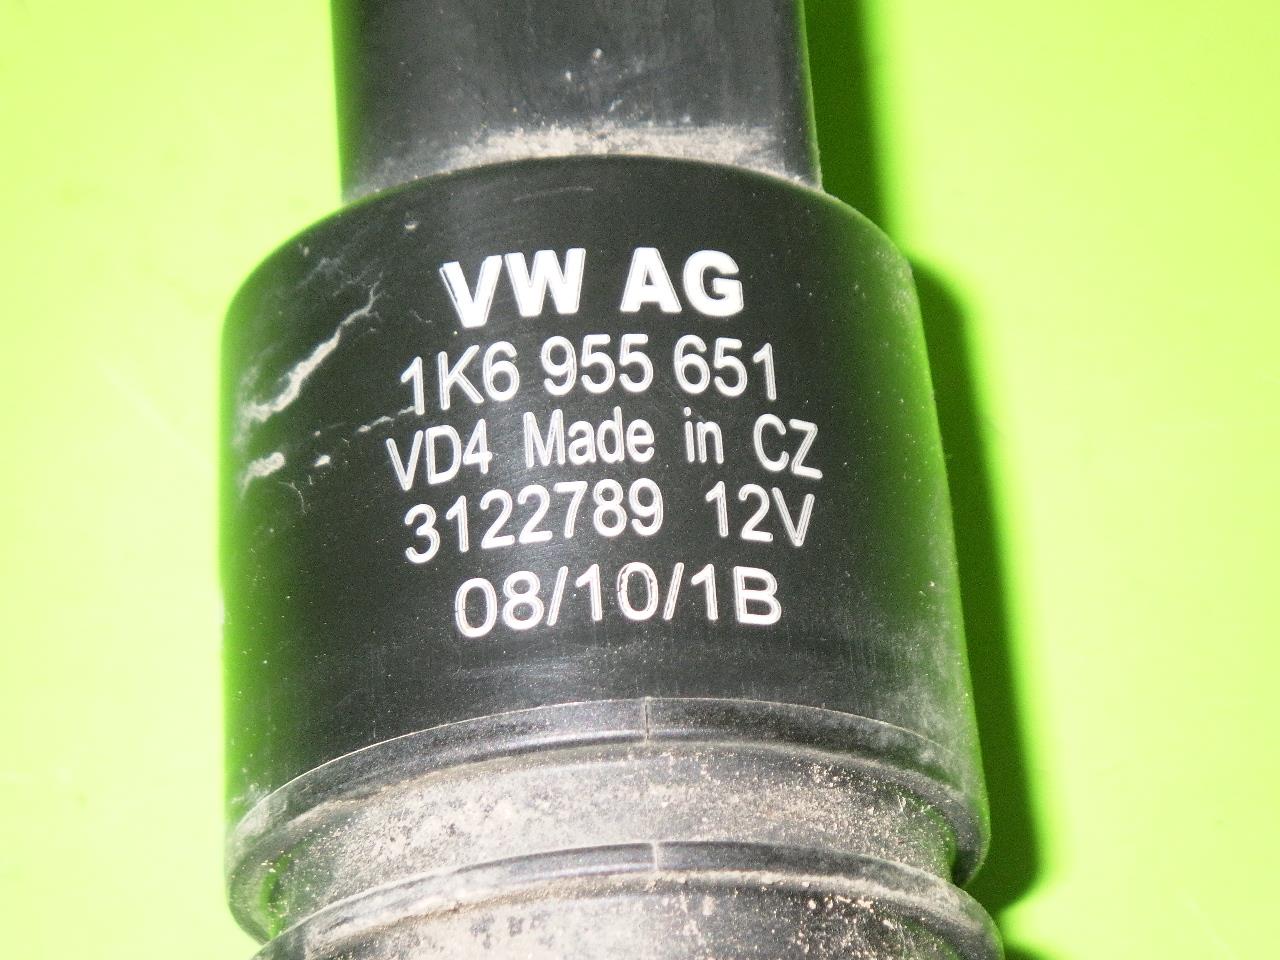 VW AG
1K6 955 651
VD4 Made in CZ
3122789 12V
08/10/1B